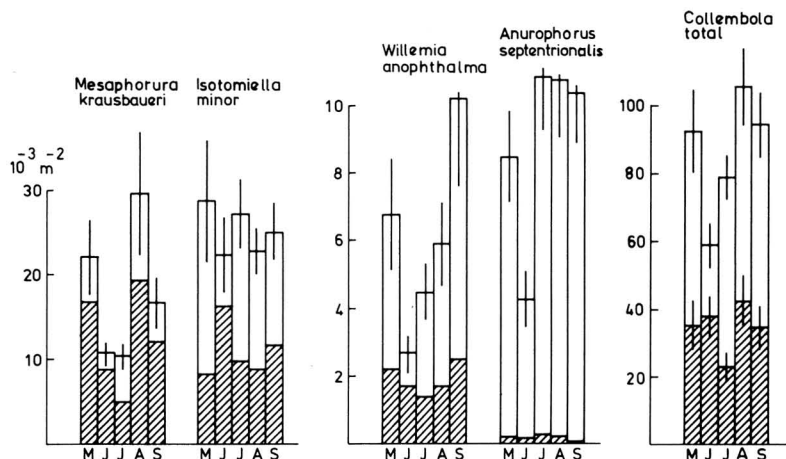 Mesaphorura
krausbaueri
Isotomiella
minor
Willemia
anophthalma
Anurophorus
septentrionalis
Collembola
total
10⁻³ m⁻²
30
20
10
10
8
6
4
2
100
80
60
40
20
M J J A S
M J J A S
M J J A S
M J J A S
M J J A S